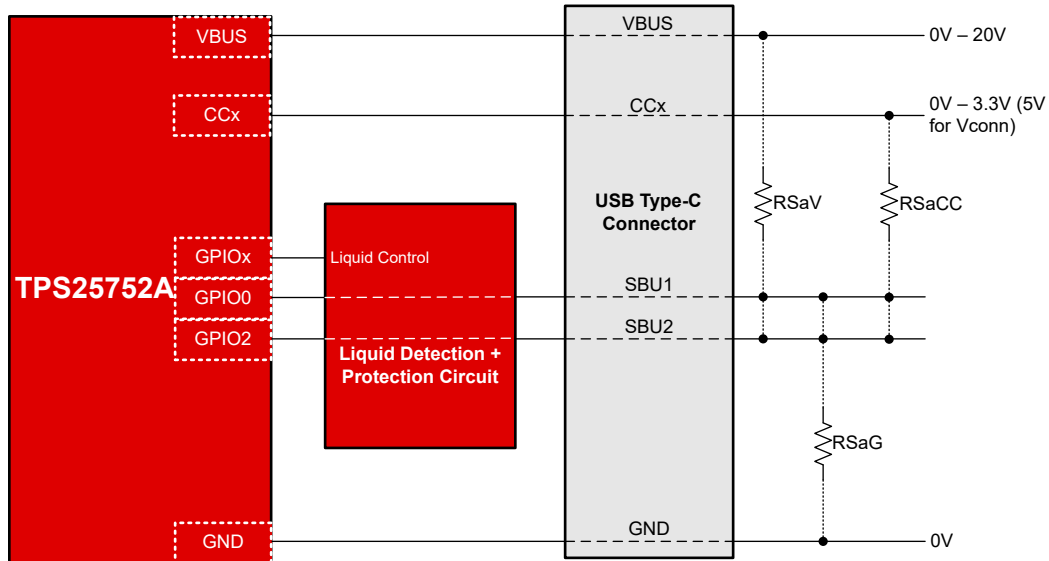 VBUS
VBUS
0V – 20V
CCx
CCx
0V – 3.3V (5V
for Vconn)
USB Type-C
Connector
RSaV
RSaCC
GPIOx
Liquid Control
TPS25752A
GPIO0
SBU1
GPIO2
SBU2
Liquid Detection +
Protection Circuit
RSaG
GND
GND
0V